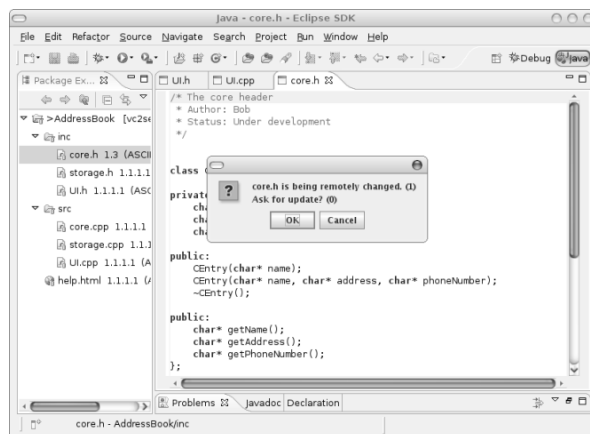 Java - core.h - Eclipse SDK
File Edit Refactor Source Navigate Search Project Run Window Help
Debug Java
Package Ex...
UI.h UI.cpp core.h
>AddressBook [vc2se
inc
core.h 1.3 (ASCII
storage.h 1.1.1.1
UI.h 1.1.1.1 (ASC
src
core.cpp 1.1.1.1
storage.cpp 1.1.1
UI.cpp 1.1.1.1 (A
help.html 1.1.1.1 (A
/* The core header
* Author: Bob
* Status: Under development
*/
class
privat
cha
cha
cha
core.h is being remotely changed. (1)
Ask for update? (0)
OK Cancel
public:
CEntry(char* name);
CEntry(char* name, char* address, char* phoneNumber);
~CEntry();
public:
char* getName();
char* getAddress();
char* getPhoneNumber();
};
Problems Javadoc Declaration
core.h - AddressBook/inc